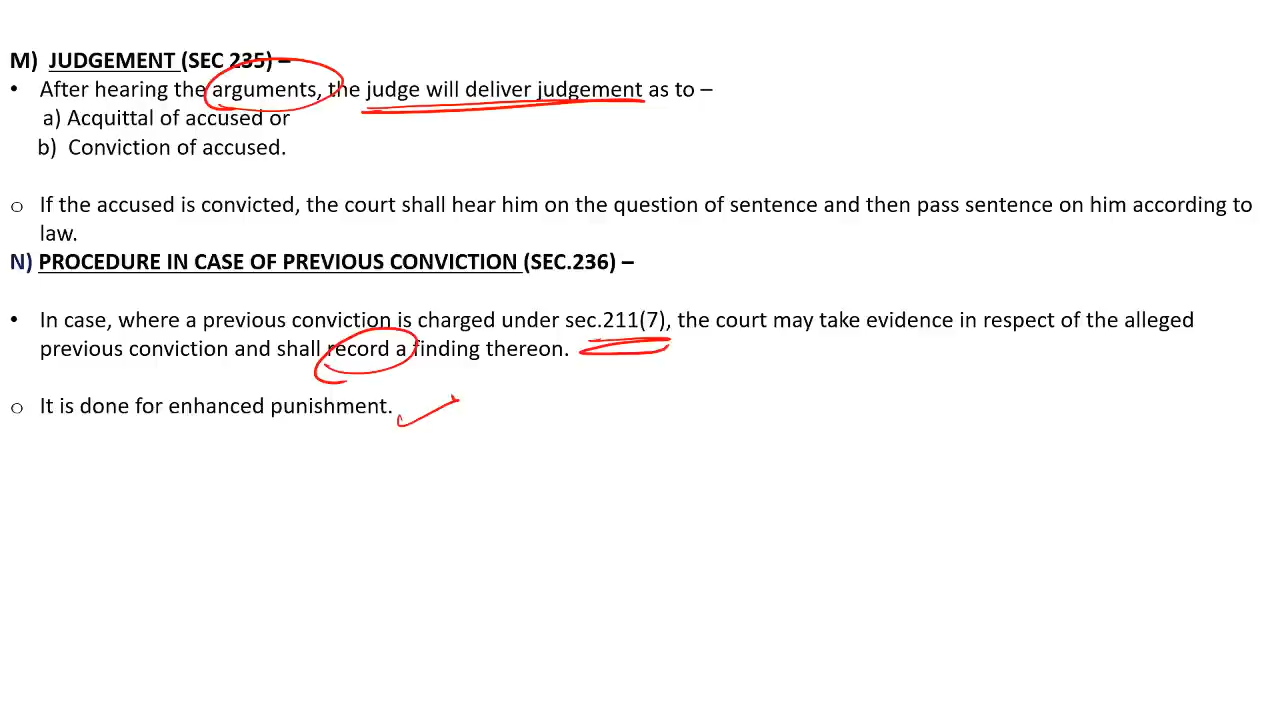 M) JUDGEMENT (SEC 235) –
• After hearing the arguments, the judge will deliver judgement as to –
a) Acquittal of accused or
b) Conviction of accused.
o If the accused is convicted, the court shall hear him on the question of sentence and then pass sentence on him according to
law.
N) PROCEDURE IN CASE OF PREVIOUS CONVICTION (SEC.236) –
• In case, where a previous conviction is charged under sec.211(7), the court may take evidence in respect of the alleged
previous conviction and shall record a finding thereon.
o It is done for enhanced punishment.